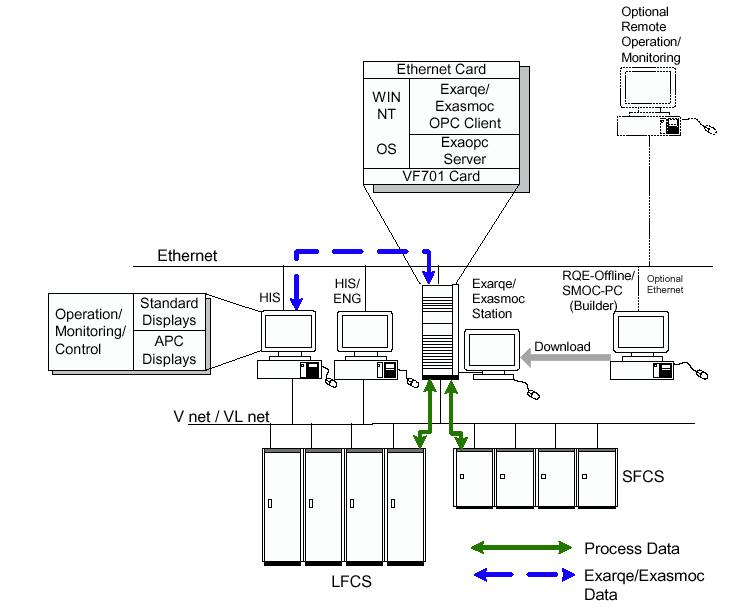 Optional
Remote
Operation/
Monitoring
Ethernet Card
WIN
NT
OS
Exarqe/
Exasmoc
OPC Client
Exaopc
Server
VF701 Card
Ethernet
HIS
HIS/
ENG
Exarqe/
Exasmoc
Station
RQE-Offline/
SMOC-PC
(Builder)
Optional
Ethernet
Operation/
Monitoring/
Control
Standard
Displays
APC
Displays
Download
V net / VL net
SFCS
LFCS
Process Data
Exarqe/Exasmoc
Data